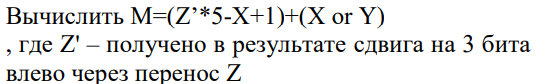 Вычислить M=(Z’*5-X+1)+(X or Y)
, где Z' – получено в результате сдвига на 3 бита
влево через перенос Z